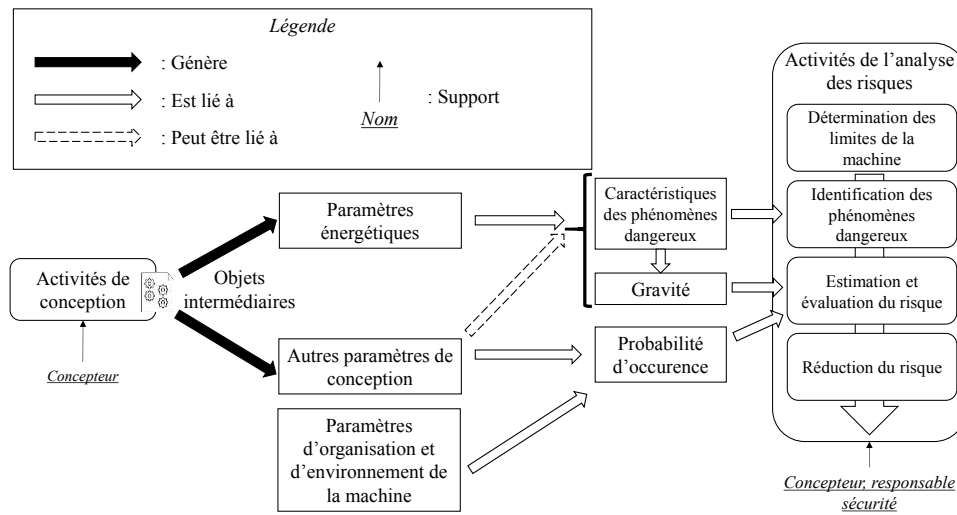 Légende
: Génère
: Est lié à
: Peut être lié à
Nom
: Support
Activités de l’analyse
des risques
Détermination des
limites de la
machine
Identification des
phénomènes
dangereux
Estimation et
évaluation du risque
Réduction du risque
Concepteur, responsable
sécurité
Caractéristiques
des phénomènes
dangereux
Gravité
Probabilité
d’occurence
Paramètres
énergétiques
Objets
intermédiaires
Activités de
conception
Concepteur
Autres paramètres de
conception
Paramètres
d’organisation et
d’environnement de
la machine